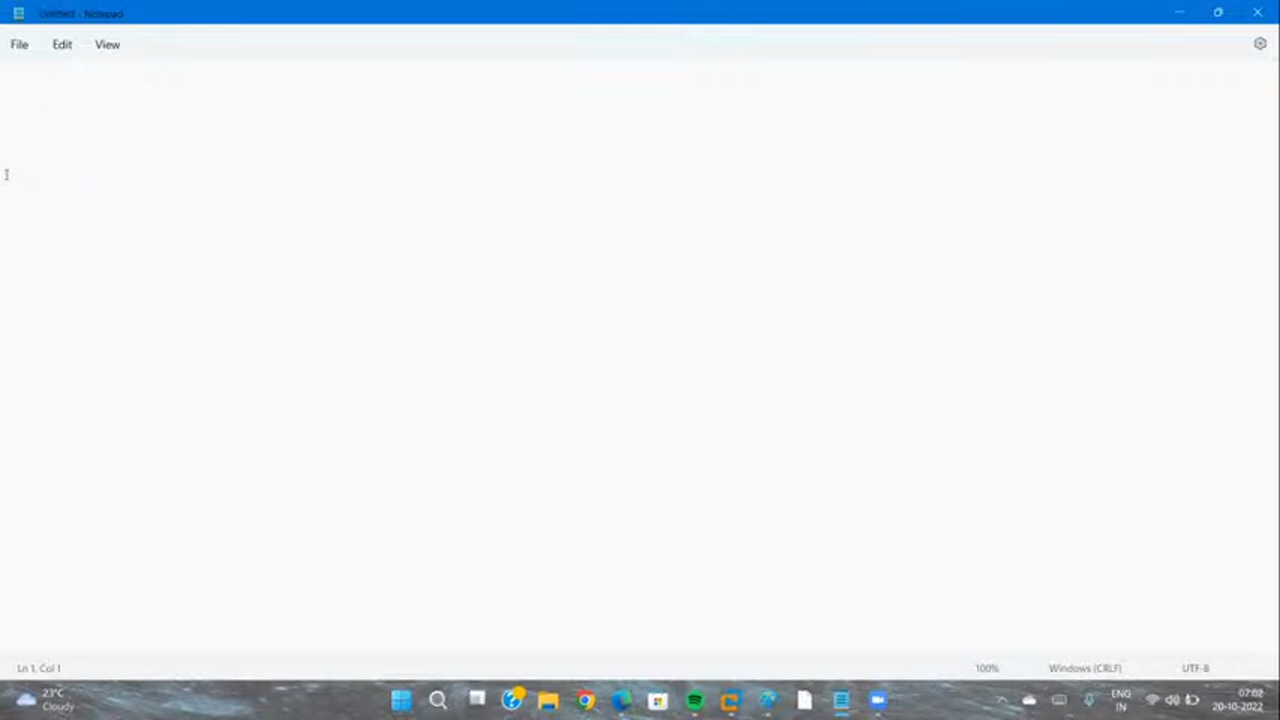 Untitled - Notepad
File Edit View
Ln 1, Col 1 100% Windows (CRLF) UTF-8
23°C
Cloudy
ENG
IN
07:02
20-10-2022